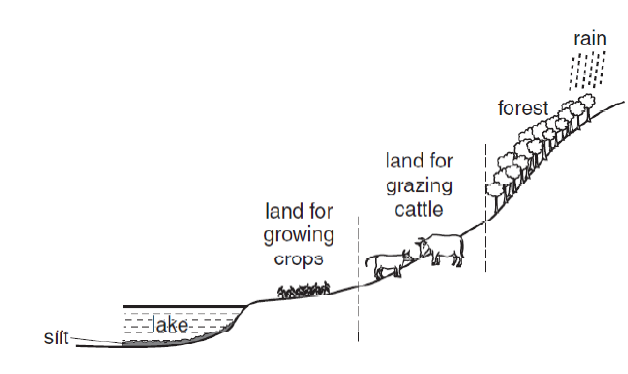 rain
forest
land for
grazing
cattle
land for
growing
crops
lake
silt